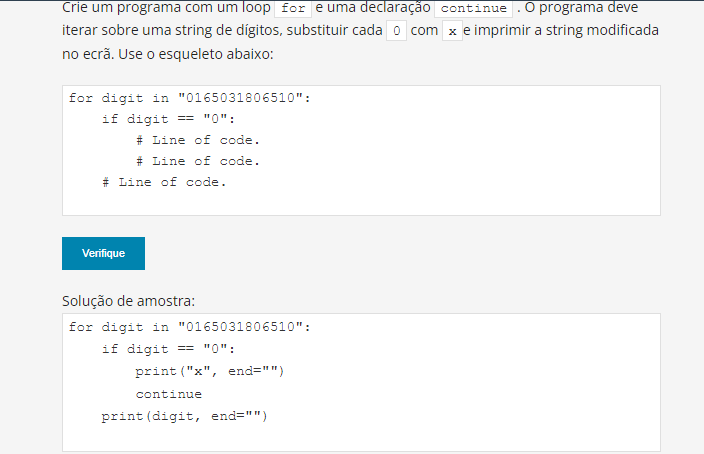 Crie um programa com um loop for e uma declaração continue . O programa deve
iterar sobre uma string de dígitos, substituir cada 0 com x e imprimir a string modificada
no ecrã. Use o esqueleto abaixo:
for digit in "0165031806510":
    if digit == "0":
        # Line of code.
        # Line of code.
    # Line of code.
Verifique
Solução de amostra:
for digit in "0165031806510":
    if digit == "0":
        print("x", end="")
        continue
    print(digit, end="")